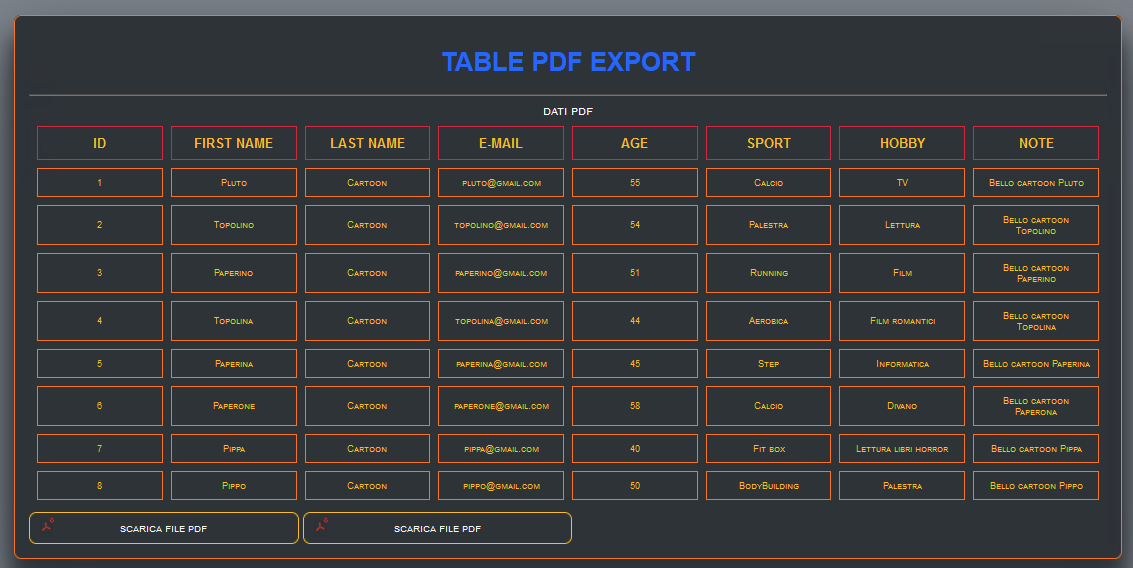 TABLE PDF EXPORT
DATI PDF
ID FIRST NAME LAST NAME E-MAIL AGE SPORT HOBBY NOTE
1 Pluto Cartoon pluto@gmail.com 55 Calcio TV Bello cartoon Pluto
2 Topolino Cartoon topolino@gmail.com 54 Palestra Lettura Bello cartoon
Topolino
3 Paperino Cartoon paperino@gmail.com 51 Running Film Bello cartoon
Paperino
4 Topolina Cartoon topolina@gmail.com 44 Aerobica Film romantici Bello cartoon
Topolina
5 Paperina Cartoon paperina@gmail.com 45 Step Informatica Bello cartoon Paperina
6 Paperone Cartoon paperone@gmail.com 58 Calcio Divano Bello cartoon
Paperona
7 Pippa Cartoon pippa@gmail.com 40 Fit box Lettura libri horror Bello cartoon Pippa
8 Pippo Cartoon pippo@gmail.com 50 BodyBuilding Palestra Bello cartoon Pippo
SCARICA FILE PDF SCARICA FILE PDF